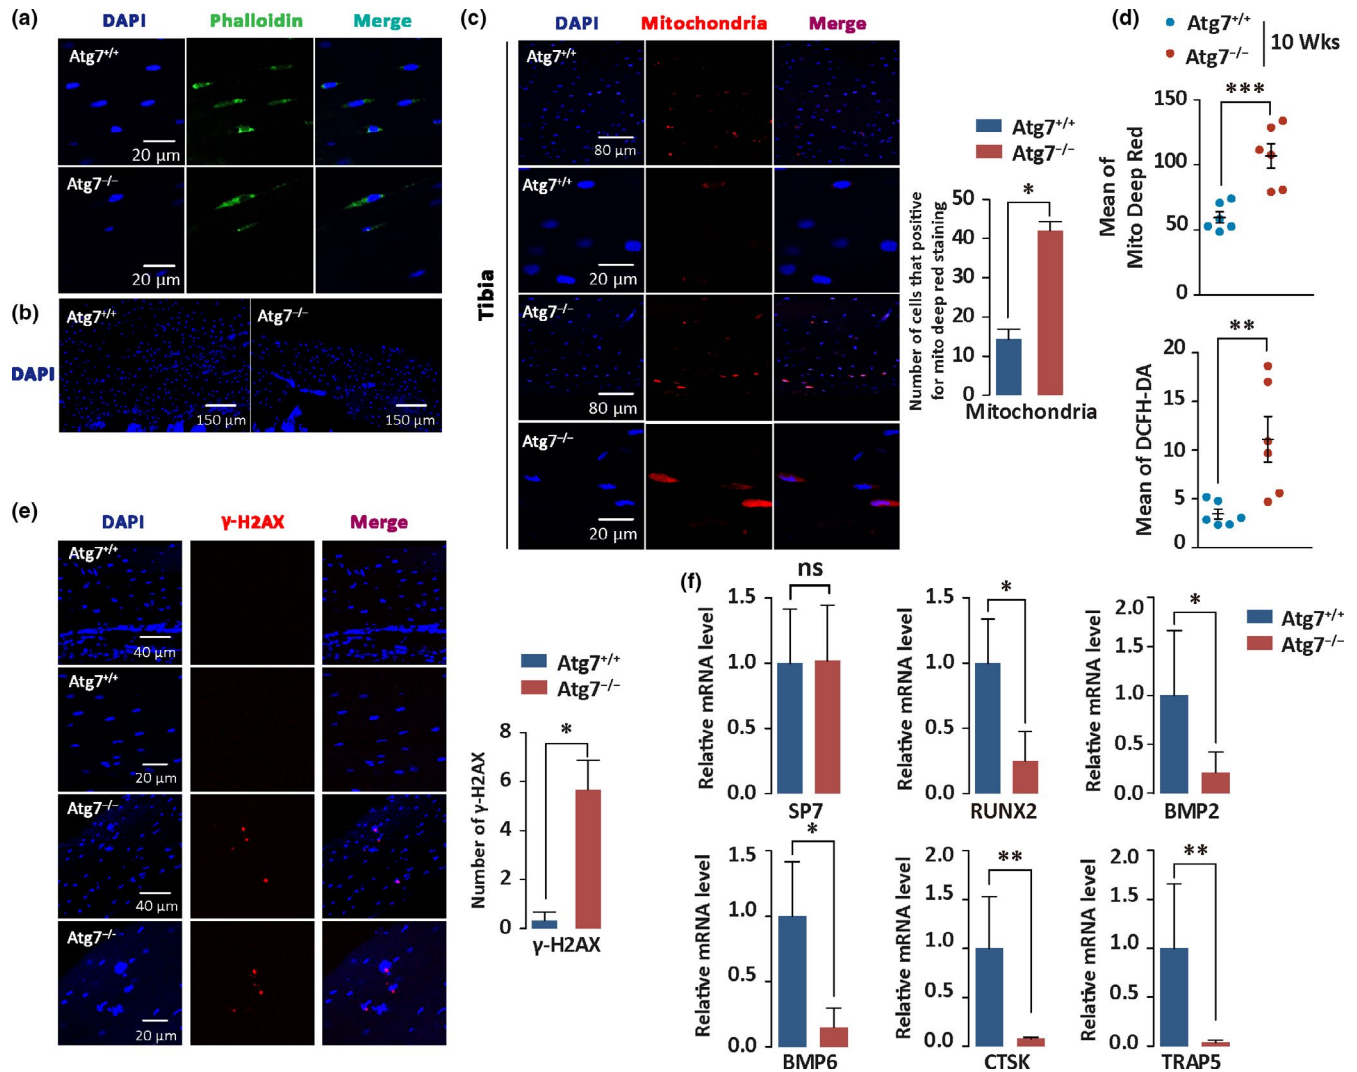 (a)
DAPI Phalloidin Merge
Atg7+/+
20 µm
Atg7−/−
20 µm
(b)
DAPI
Atg7+/+
150 µm
Atg7−/−
150 µm
(c)
DAPI Mitochondria Merge
Tibia
Atg7+/+
80 µm
Atg7+/+
20 µm
Atg7−/−
80 µm
Atg7−/−
20 µm
Atg7+/+
Atg7−/−
Number of cells that positive
for mito deep red staining
50
40
30
20
10
0
*
Mitochondria
(d)
Atg7+/+
Atg7−/−
10 Wks
Mean of
Mito Deep Red
150
100
50
0
***
Mean of DCFH-DA
20
15
10
5
0
**
(e)
DAPI γ-H2AX Merge
Atg7+/+
40 µm
Atg7+/+
20 µm
Atg7−/−
40 µm
Atg7−/−
20 µm
Atg7+/+
Atg7−/−
Number of γ-H2AX
8
6
4
2
0
*
γ-H2AX
(f)
Relative mRNA level
1.5
1.0
0.5
0.0
ns
SP7
Relative mRNA level
1.5
1.0
0.5
0.0
*
RUNX2
Relative mRNA level
2.0
1.5
1.0
0.5
0.0
*
BMP2
Atg7+/+
Atg7−/−
Relative mRNA level
1.5
1.0
0.5
0.0
*
BMP6
Relative mRNA level
2.0
1.5
1.0
0.5
0.0
**
CTSK
Relative mRNA level
2.0
1.5
1.0
0.5
0.0
**
TRAP5